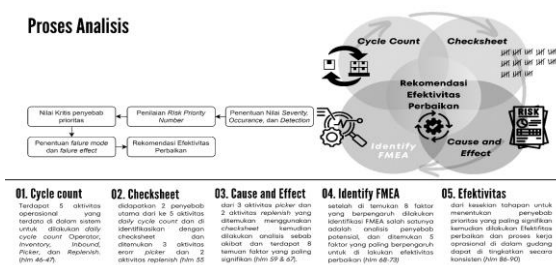 Proses Analisis
Cycle Count
Checksheet
Rekomendasi
Efektivitas
Perbaikan
Identify
FMEA
Cause and
Effect
RISK
Nilai Kritis penyebab
prioritas
Penilaian Risk Priority
Number
Penentuan Nilai Severity,
Occurance, dan Detection
Penentuan failure mode
dan failure effect
Rekomendasi Efektivitas
Perbaikan
01. Cycle count
Terdapat 5 aktivitas
operasional yang
terdata di dalam sistem
untuk dilakukan daily
cycle count Operator,
Inventory, Inbound,
Picker, dan Replenish.
(hlm 46-47).
02. Checksheet
didapatkan 2 penyebab
utama dari ke 5 aktivitas
daily cycle count dan di
identifikasikan dengan
checksheet dan
ditemukan 3 aktivitas
error picker dan 2
aktivitas replenish (hlm 55
03. Cause and Effect
dari 3 aktivitas picker dan
2 aktivitas replenish yang
ditemukan menggunakan
checksheet kemudian
dilakukan analisis sebab
akibat dan terdapat 8
temuan faktor yang paling
signifikan (hlm 59 & 67).
04. Identify FMEA
setelah di temukan 8 faktor
yang berpengaruh dilakukan
identifikasi FMEA salah satunya
adalah analisis penyebab
potensial, dan ditemukan 5
faktor yang paling berpengaruh
untuk di lakukan efektivitas
perbaikan (hlm 68-73)
05. Efektivitas
dari kesekian tahapan untuk
menentukan penyebab
prioritas yang paling signifikan
kemudian dilakukan Efektifitas
perbaikan dan proses kerja
operasional di dalam gudang
dapat di tingkatkan secara
konsisten (hlm 86-90)